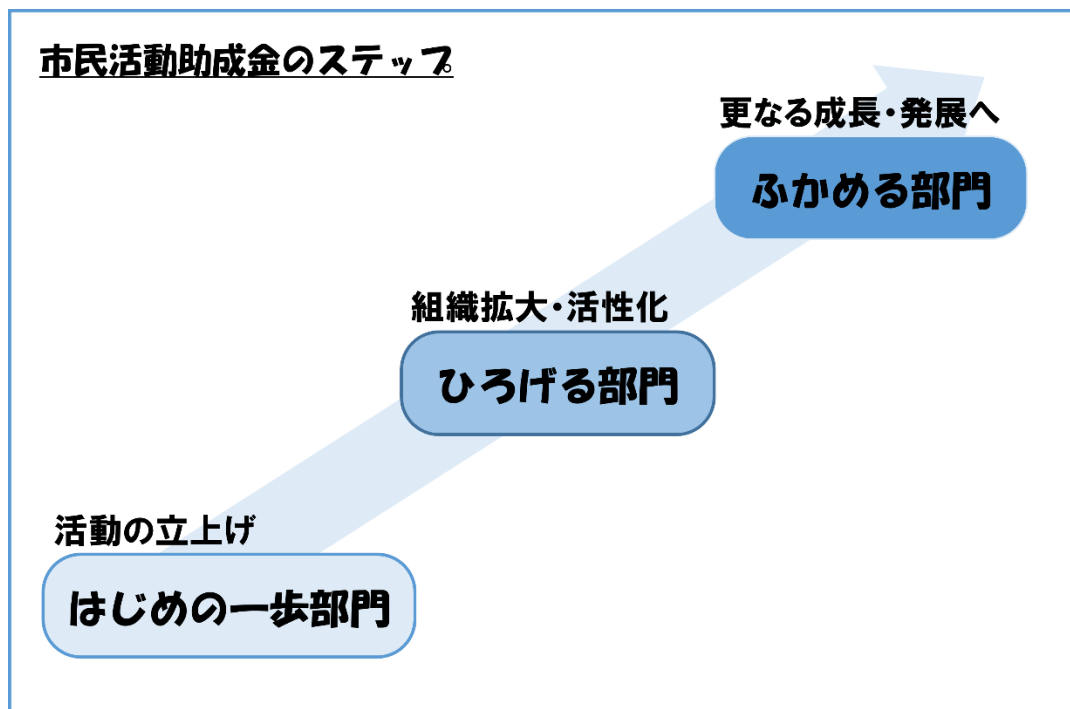 市民活動助成金のステップ
更なる成長・発展へ
ふかめる部門
組織拡大・活性化
ひろげる部門
活動の立上げ
はじめの一歩部門